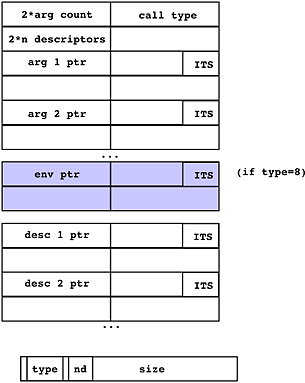 2*arg count call type
2*n descriptors
arg 1 ptr ITS
arg 2 ptr ITS
...
env ptr ITS (if type=8)
desc 1 ptr ITS
desc 2 ptr ITS
...
type nd size